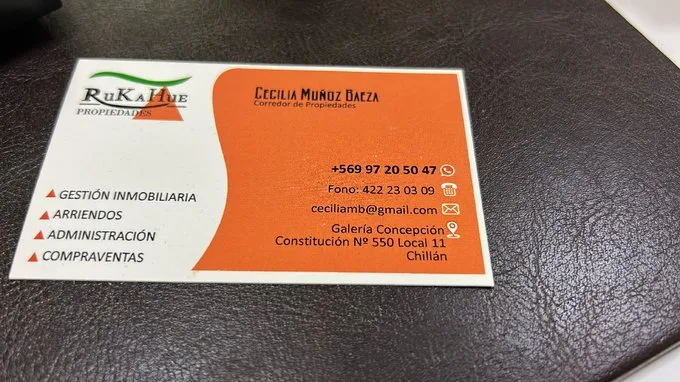 RuKaHue
PROPIEDADES
GESTIÓN INMOBILIARIA
ARRIENDOS
ADMINISTRACIÓN
COMPRAVENTAS
Cecilia Muñoz Baeza
Corredor de Propiedades
+569 97 20 50 47
Fono: 422 23 03 09
ceciliamb@gmail.com
Galería Concepción
Constitución Nº 550 Local 11
Chillán